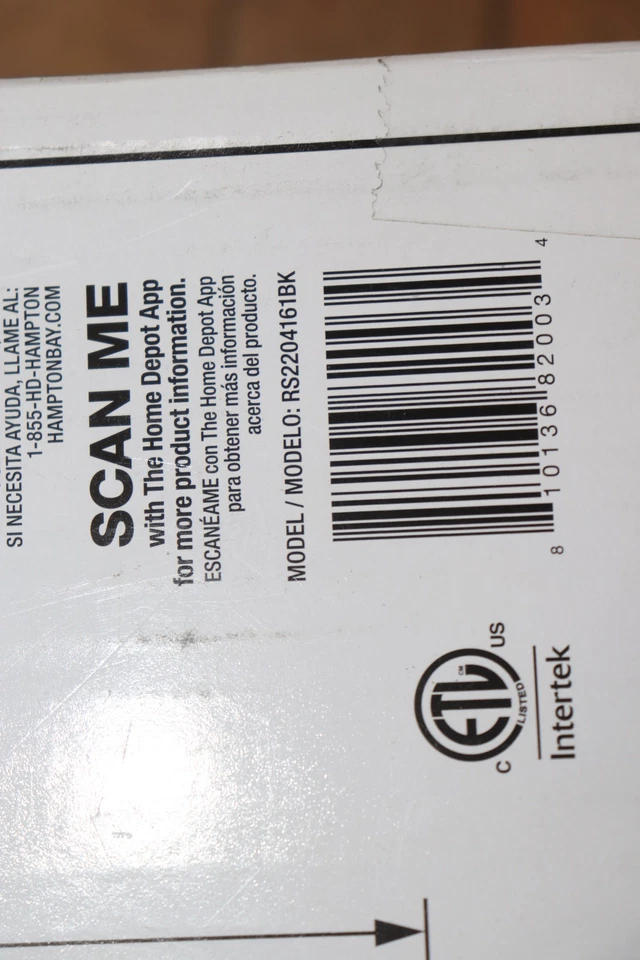 SI NECESITA AYUDA, LLAME AL:
1-855-HD-HAMPTON
HAMPTONBAY.COM
SCAN ME
with The Home Depot App
for more product information.
ESCANÉAME con The Home Depot App
para obtener más información
acerca del producto.
MODEL / MODELO: RS2204161BK
8 10136 82003 4
C ETL CM LISTED US
Intertek